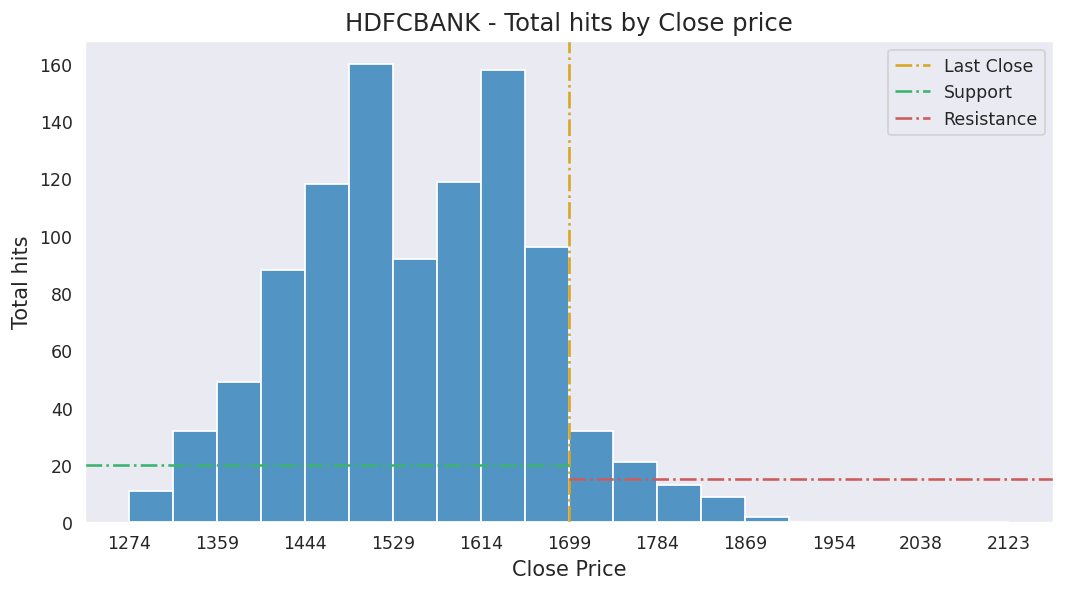 HDFCBANK - Total hits by Close price
Last Close
Support
Resistance
Total hits
160
140
120
100
80
60
40
20
0
1274 1359 1444 1529 1614 1699 1784 1869 1954 2038 2123
Close Price